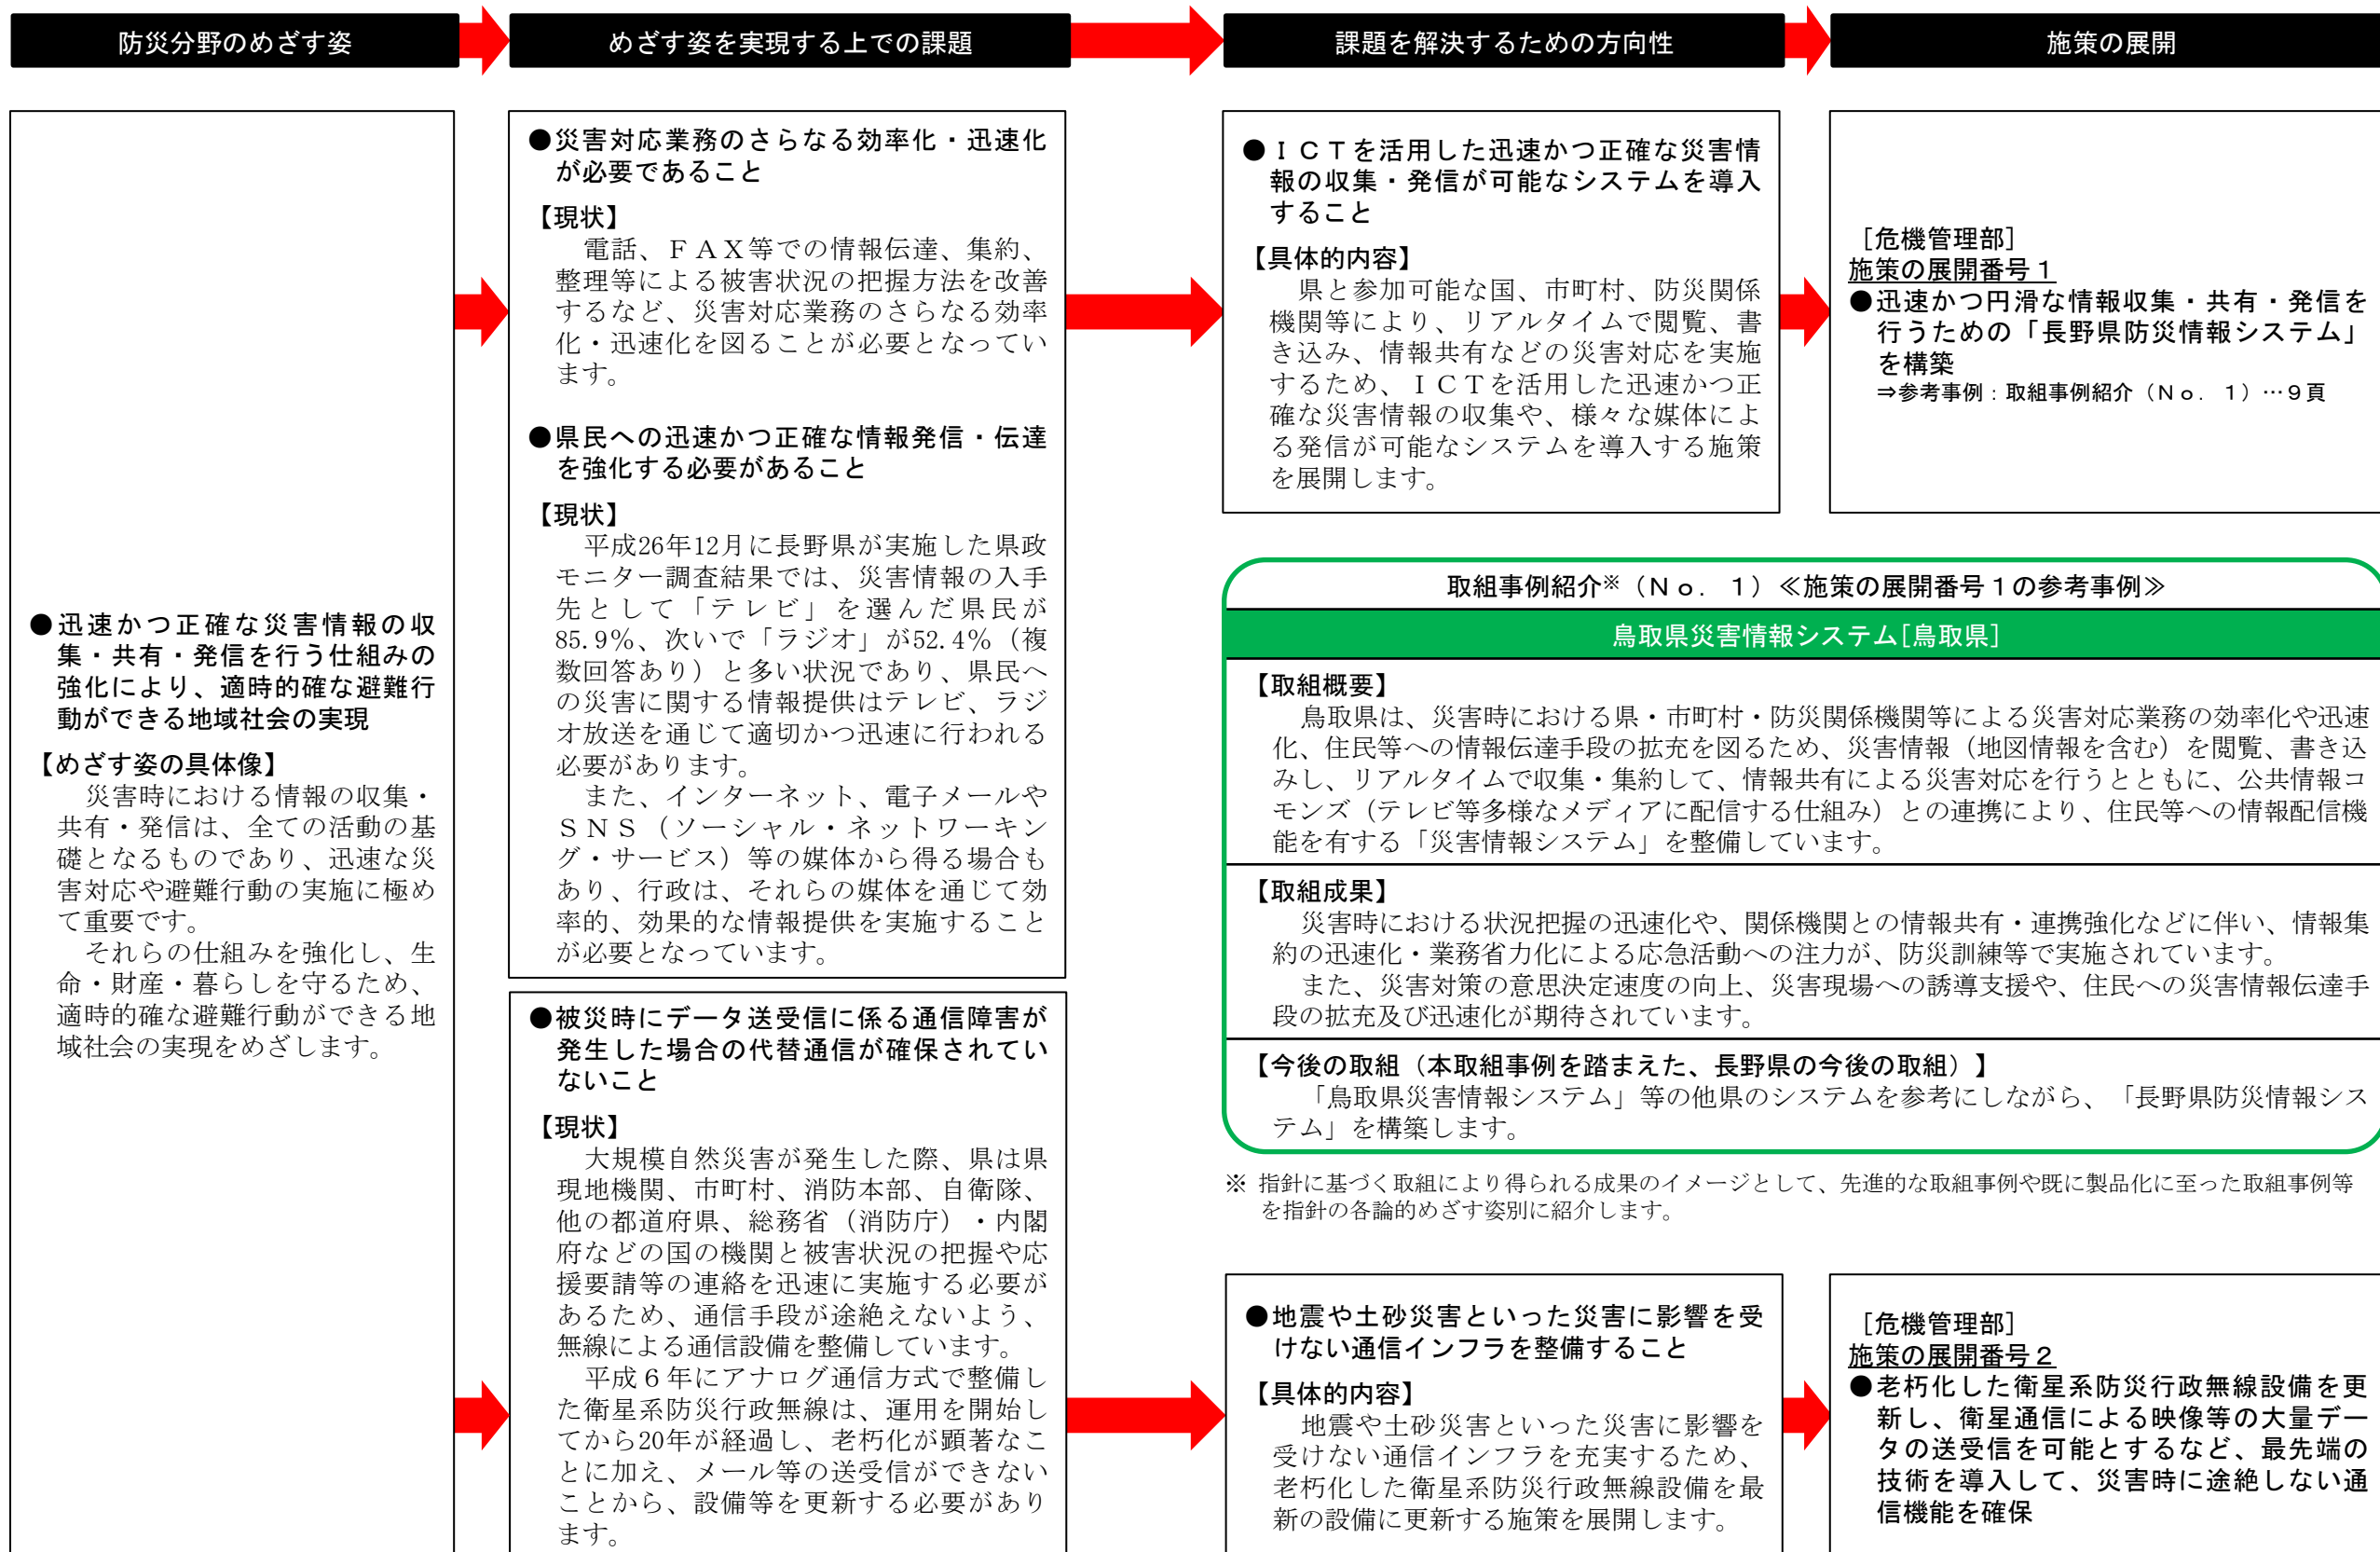 防災分野のめざす姿
めざす姿を実現する上での課題
課題を解決するための方向性
施策の展開
●迅速かつ正確な災害情報の収
集・共有・発信を行う仕組みの
強化により、適時的確な避難行
動ができる地域社会の実現
【めざす姿の具体像】
災害時における情報の収集・
共有・発信は、全ての活動の基
礎となるものであり、迅速な災
害対応や避難行動の実施に極め
て重要です。
それらの仕組みを強化し、生
命・財産・暮らしを守るため、
適時的確な避難行動ができる地
域社会の実現をめざします。
●災害対応業務のさらなる効率化・迅速化
が必要であること
【現状】
電話、ＦＡＸ等での情報伝達、集約、
整理等による被害状況の把握方法を改善
するなど、災害対応業務のさらなる効率
化・迅速化を図ることが必要となってい
ます。
●県民への迅速かつ正確な情報発信・伝達
を強化する必要があること
【現状】
平成26年12月に長野県が実施した県政
モニター調査結果では、災害情報の入手
先として「テレビ」を選んだ県民が
85.9％、次いで「ラジオ」が52.4％（複
数回答あり）と多い状況であり、県民へ
の災害に関する情報提供はテレビ、ラジ
オ放送を通じて適切かつ迅速に行われる
必要があります。
また、インターネット、電子メールや
ＳＮＳ（ソーシャル・ネットワーキン
グ・サービス）等の媒体から得る場合も
あり、行政は、それらの媒体を通じて効
率的、効果的な情報提供を実施すること
が必要となっています。
●被災時にデータ送受信に係る通信障害が
発生した場合の代替通信が確保されてい
ないこと
【現状】
大規模自然災害が発生した際、県は県
現地機関、市町村、消防本部、自衛隊、
他の都道府県、総務省（消防庁）・内閣
府などの国の機関と被害状況の把握や応
援要請等の連絡を迅速に実施する必要が
あるため、通信手段が途絶えないよう、
無線による通信設備を整備しています。
平成６年にアナログ通信方式で整備し
た衛星系防災行政無線は、運用を開始し
てから20年が経過し、老朽化が顕著なこ
とに加え、メール等の送受信ができない
ことから、設備等を更新する必要があり
ます。
●ＩＣＴを活用した迅速かつ正確な災害情
報の収集・発信が可能なシステムを導入
すること
【具体的内容】
県と参加可能な国、市町村、防災関係
機関等により、リアルタイムで閲覧、書
き込み、情報共有などの災害対応を実施
するため、ＩＣＴを活用した迅速かつ正
確な災害情報の収集や、様々な媒体によ
る発信が可能なシステムを導入する施策
を展開します。
［危機管理部］
施策の展開番号１
●迅速かつ円滑な情報収集・共有・発信を
行うための「長野県防災情報システム」
を構築
⇒参考事例：取組事例紹介（Ｎｏ．１）…９頁
取組事例紹介※（Ｎｏ．１）≪施策の展開番号１の参考事例≫
鳥取県災害情報システム[鳥取県]
【取組概要】
鳥取県は、災害時における県・市町村・防災関係機関等による災害対応業務の効率化や迅速
化、住民等への情報伝達手段の拡充を図るため、災害情報（地図情報を含む）を閲覧、書き込
みし、リアルタイムで収集・集約して、情報共有による災害対応を行うとともに、公共情報コ
モンズ（テレビ等多様なメディアに配信する仕組み）との連携により、住民等への情報配信機
能を有する「災害情報システム」を整備しています。
【取組成果】
災害時における状況把握の迅速化や、関係機関との情報共有・連携強化などに伴い、情報集
約の迅速化・業務省力化による応急活動への注力が、防災訓練等で実施されています。
また、災害対策の意思決定速度の向上、災害現場への誘導支援や、住民への災害情報伝達手
段の拡充及び迅速化が期待されています。
【今後の取組（本取組事例を踏まえた、長野県の今後の取組）】
「鳥取県災害情報システム」等の他県のシステムを参考にしながら、「長野県防災情報シス
テム」を構築します。
※ 指針に基づく取組により得られる成果のイメージとして、先進的な取組事例や既に製品化に至った取組事例等
を指針の各論的めざす姿別に紹介します。
●地震や土砂災害といった災害に影響を受
けない通信インフラを整備すること
【具体的内容】
地震や土砂災害といった災害に影響を
受けない通信インフラを充実するため、
老朽化した衛星系防災行政無線設備を最
新の設備に更新する施策を展開します。
［危機管理部］
施策の展開番号２
●老朽化した衛星系防災行政無線設備を更
新し、衛星通信による映像等の大量デー
タの送受信を可能とするなど、最先端の
技術を導入して、災害時に途絶しない通
信機能を確保